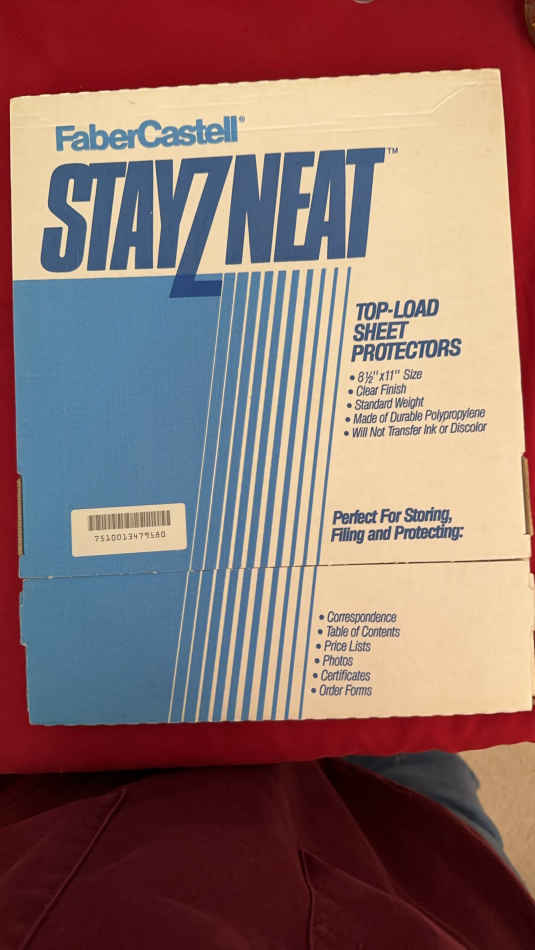 FaberCastell®
STAYZNEAT™
TOP-LOAD
SHEET
PROTECTORS
• 8½"x11" Size
• Clear Finish
• Standard Weight
• Made of Durable Polypropylene
• Will Not Transfer Ink or Discolor
7510013479580
Perfect For Storing,
Filing and Protecting:
• Correspondence
• Table of Contents
• Price Lists
• Photos
• Certificates
• Order Forms